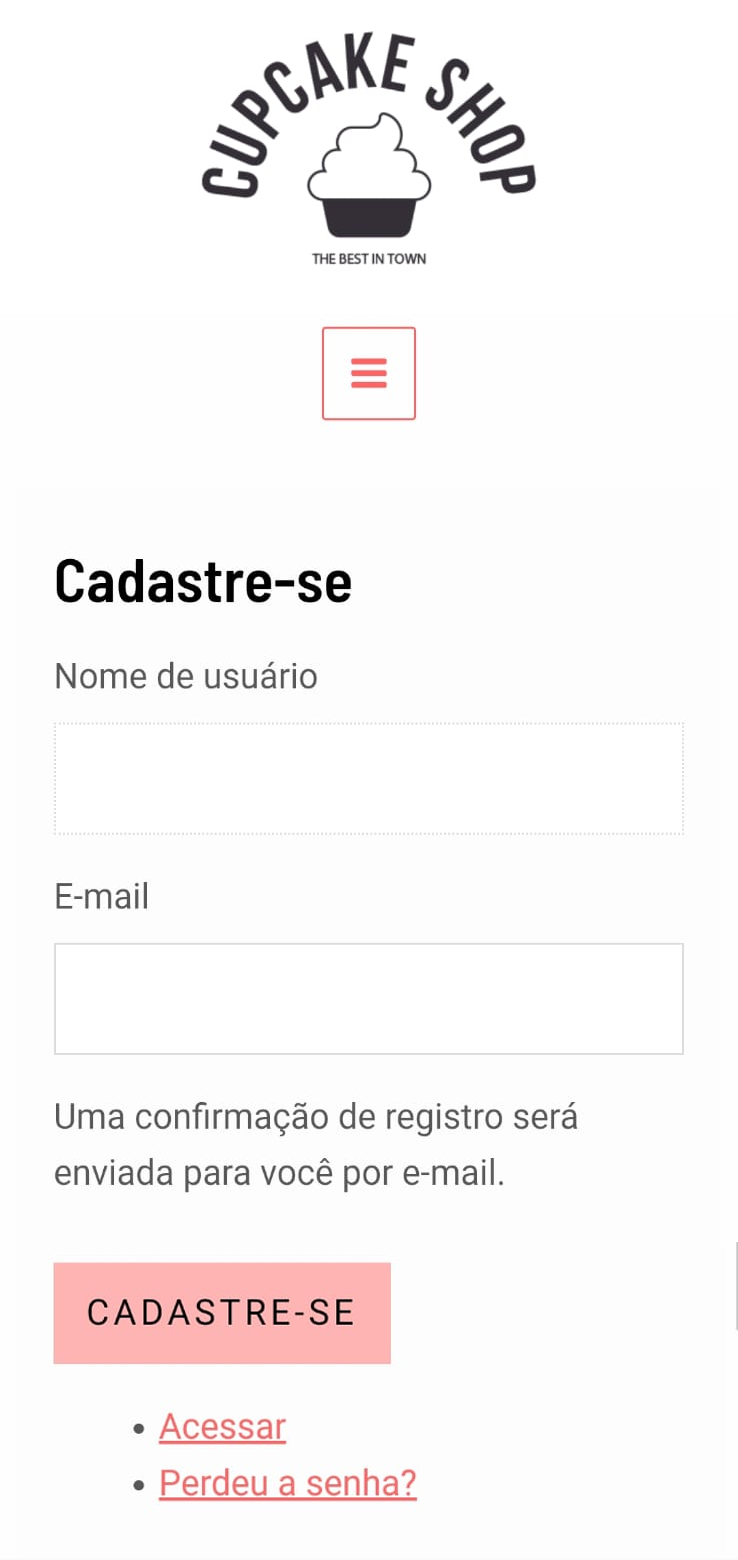 CUPCAKE SHOP
THE BEST IN TOWN
Cadastre-se
Nome de usuário
E-mail
Uma confirmação de registro será
enviada para você por e-mail.
CADASTRE-SE
• Acessar
• Perdeu a senha?